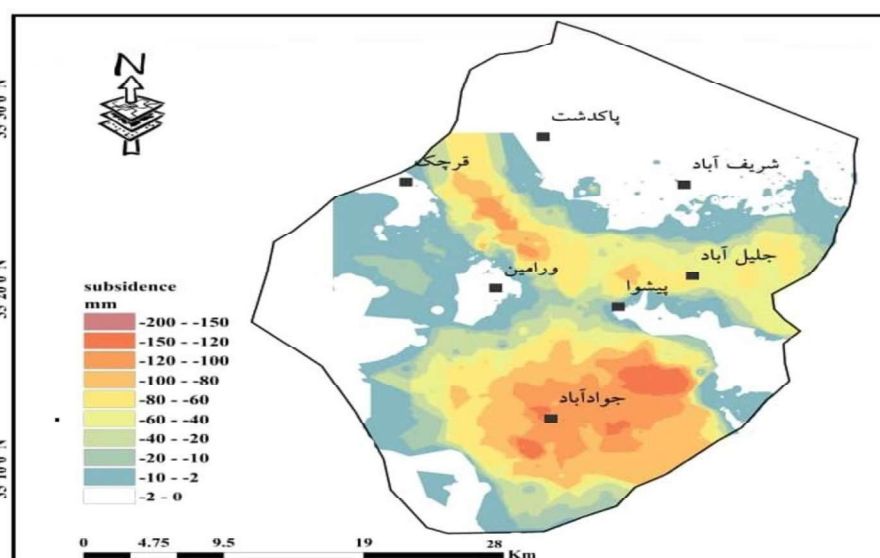 N
پاکدشت
شریف آباد
قرچک
جلیل آباد
ورامین
پیشوا
جوادآباد
subsidence
mm
-200 - -150
-150 - -120
-120 - -100
-100 - -80
-80 - -60
-60 - -40
-40 - -20
-20 - -10
-10 - -2
-2 - 0
0 4.75 9.5 19 28
Km